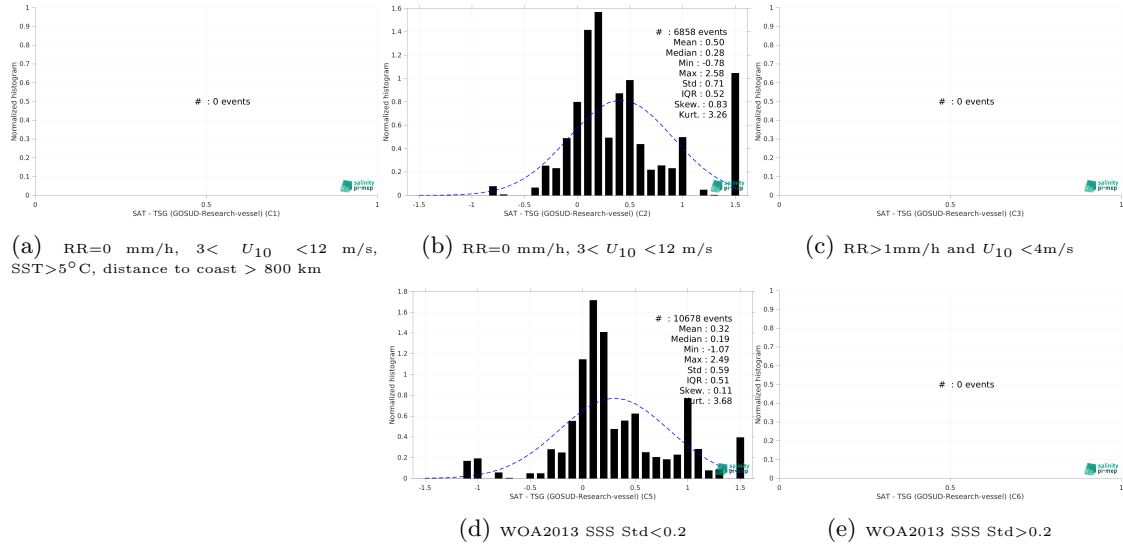 1
0.9
0.8
0.7
0.6
0.5
0.4
0.3
0.2
0.1
0
Normalized histogram
# : 0 events
salinity
pi-mep
0
0.5
1
SAT - TSG (GOSUD-Research-vessel) (C1)
(a) RR=0 mm/h, 3< U10 <12 m/s,
SST>5°C, distance to coast > 800 km
1.6
1.4
1.2
1
0.8
0.6
0.4
0.2
0
Normalized histogram
# : 6858 events
Mean : 0.50
Median : 0.28
Min : -0.78
Max : 2.58
Std : 0.71
IQR : 0.52
Skew. : 0.83
Kurt. : 3.26
salinity
pi-mep
-1.5
-1
-0.5
0
0.5
1
1.5
SAT - TSG (GOSUD-Research-vessel) (C2)
(b) RR=0 mm/h, 3< U10 <12 m/s
1
0.9
0.8
0.7
0.6
0.5
0.4
0.3
0.2
0.1
0
Normalized histogram
# : 0 events
salinity
pi-mep
0
0.5
1
SAT - TSG (GOSUD-Research-vessel) (C3)
(c) RR>1mm/h and U10 <4m/s
1.8
1.6
1.4
1.2
1
0.8
0.6
0.4
0.2
0
Normalized histogram
# : 10678 events
Mean : 0.32
Median : 0.19
Min : -1.07
Max : 2.49
Std : 0.59
IQR : 0.51
Skew. : 0.11
Kurt. : 3.68
salinity
pi-mep
-1.5
-1
-0.5
0
0.5
1
1.5
SAT - TSG (GOSUD-Research-vessel) (C5)
(d) WOA2013 SSS Std<0.2
1
0.9
0.8
0.7
0.6
0.5
0.4
0.3
0.2
0.1
0
Normalized histogram
# : 0 events
salinity
pi-mep
0
0.5
1
SAT - TSG (GOSUD-Research-vessel) (C6)
(e) WOA2013 SSS Std>0.2